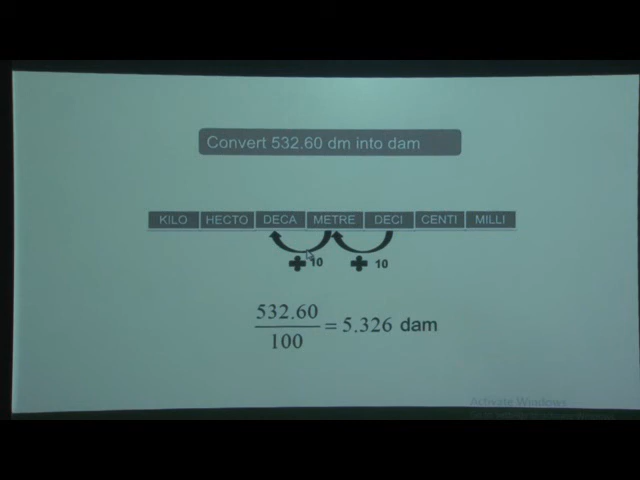 Convert 532.60 dm into dam
KILO HECTO DECA METRE DECI CENTI MILLI
÷ 10 ÷ 10
532.60
100
= 5.326 dam
Activate Windows